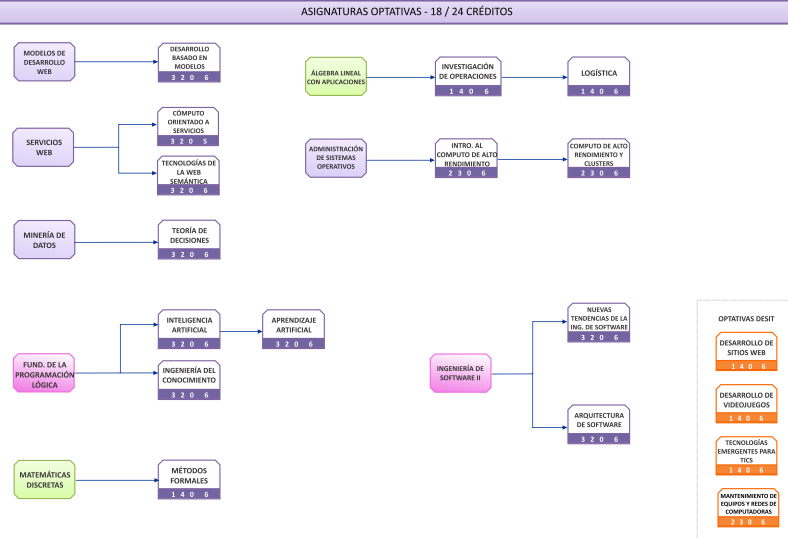 ASIGNATURAS OPTATIVAS - 18 / 24 CRÉDITOS
MODELOS DE
DESARROLLO
WEB
DESARROLLO
BASADO EN
MODELOS
3 2 0 6
ÁLGEBRA LINEAL
CON APLICACIONES
INVESTIGACIÓN
DE OPERACIONES
1 4 0 6
LOGÍSTICA
1 4 0 6
SERVICIOS
WEB
CÓMPUTO
ORIENTADO A
SERVICIOS
3 2 0 5
TECNOLOGÍAS DE
LA WEB
SEMÁNTICA
3 2 0 6
ADMINISTRACIÓN
DE SISTEMAS
OPERATIVOS
INTRO. AL
COMPUTO DE ALTO
RENDIMIENTO
2 3 0 6
COMPUTO DE ALTO
RENDIMIENTO Y
CLUSTERS
2 3 0 6
MINERÍA DE
DATOS
TEORÍA DE
DECISIONES
3 2 0 6
FUND. DE LA
PROGRAMACIÓN
LÓGICA
INTELIGENCIA
ARTIFICIAL
3 2 0 6
APRENDIZAJE
ARTIFICIAL
3 2 0 6
INGENIERÍA DEL
CONOCIMIENTO
3 2 0 6
INGENIERÍA DE
SOFTWARE II
NUEVAS
TENDENCIAS DE LA
ING. DE SOFTWARE
3 2 0 6
ARQUITECTURA
DE SOFTWARE
3 2 0 6
MATEMÁTICAS
DISCRETAS
MÉTODOS
FORMALES
1 4 0 6
OPTATIVAS DESIT
DESARROLLO DE
SITIOS WEB
1 4 0 6
DESARROLLO DE
VIDEOJUEGOS
1 4 0 6
TECNOLOGÍAS
EMERGENTES PARA
TICS
1 4 0 6
MANTENIMIENTO DE
EQUIPOS Y REDES DE
COMPUTADORAS
2 3 0 6